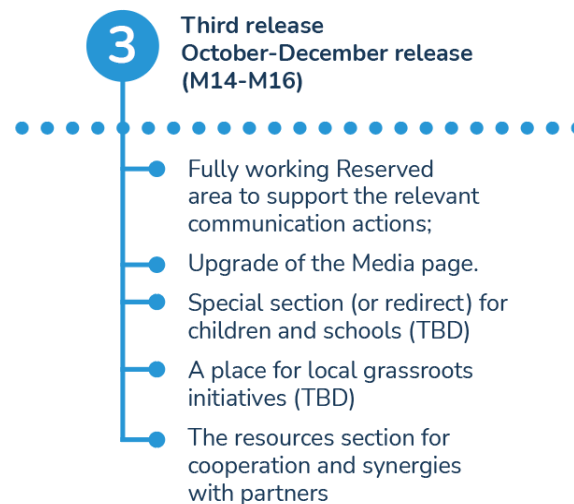 3
Third release
October-December release
(M14-M16)
Fully working Reserved
area to support the relevant
communication actions;
Upgrade of the Media page.
Special section (or redirect) for
children and schools (TBD)
A place for local grassroots
initiatives (TBD)
The resources section for
cooperation and synergies
with partners